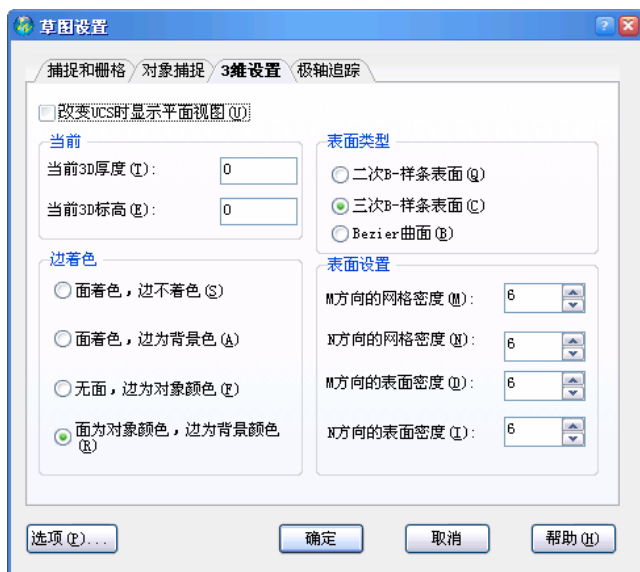 草图设置
捕捉和栅格 对象捕捉 3维设置 极轴追踪
改变UCS时显示平面视图(U)
当前
当前3D厚度(T): 0
当前3D标高(E): 0
表面类型
二次B-样条表面(Q)
三次B-样条表面(C)
Bezier曲面(B)
边着色
面着色，边不着色(S)
面着色，边为背景色(A)
无面，边为对象颜色(F)
面为对象颜色，边为背景颜色
(R)
表面设置
M方向的网格密度(M): 6
N方向的网格密度(N): 6
M方向的表面密度(D): 6
N方向的表面密度(I): 6
选项(P)... 确定 取消 帮助(H)